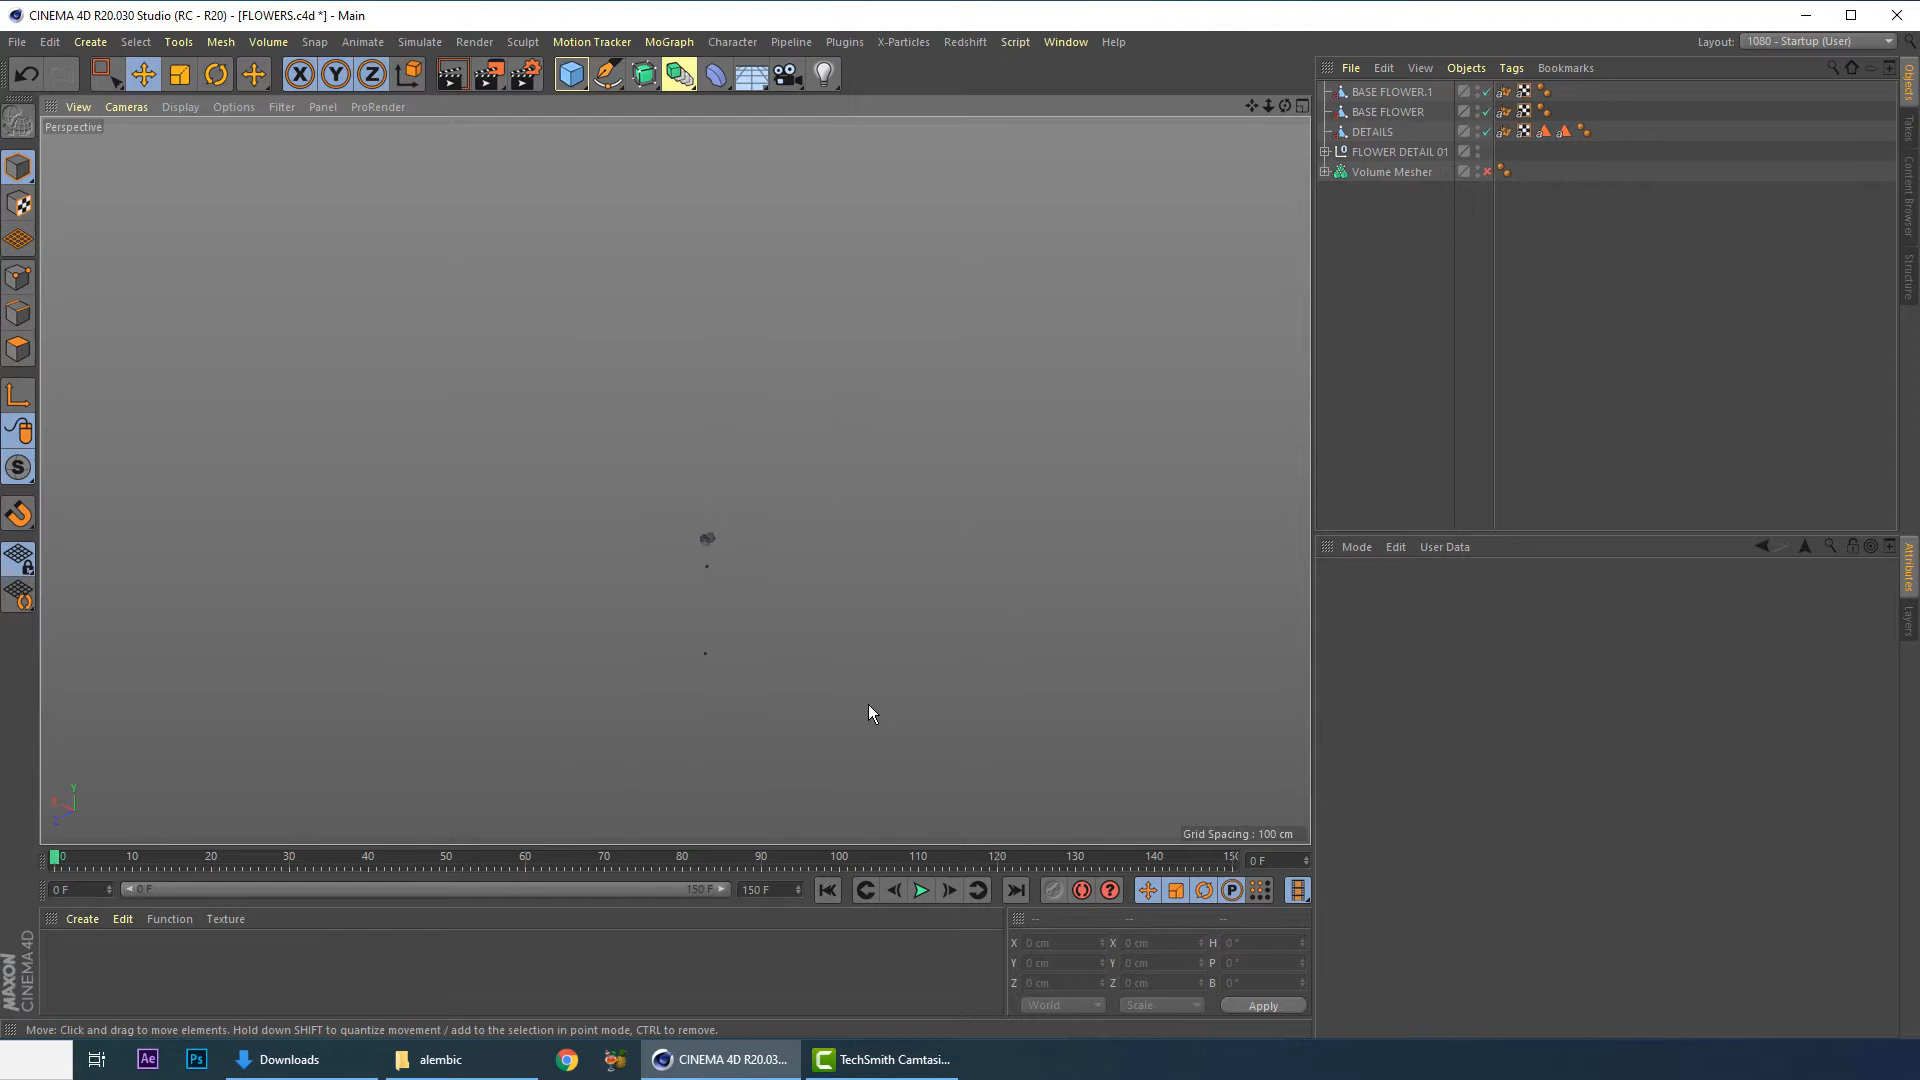 CINEMA 4D R20.030 Studio (RC - R20) - [FLOWERS.c4d *] - Main
File Edit Create Select Tools Mesh Volume Snap Animate Simulate Render Sculpt Motion Tracker MoGraph Character Pipeline Plugins X-Particles Redshift Script Window Help
Layout: 1080 - Startup (User)
X Y Z
File Edit View Objects Tags Bookmarks
View Cameras Display Options Filter Panel ProRender
Perspective
BASE FLOWER.1
BASE FLOWER
DETAILS
FLOWER DETAIL 01
Volume Mesher
Objects
Takes
Content Browser
Structure
Mode Edit User Data
Attributes
Layers
Y
X
Z
Grid Spacing : 100 cm
0 10 20 30 40 50 60 70 80 90 100 110 120 130 140 150
0 F
0 F 0 F 150 F 150 F
Create Edit Function Texture
-- -- --
X 0 cm X 0 cm H 0 °
Y 0 cm Y 0 cm P 0 °
Z 0 cm Z 0 cm B 0 °
World Scale Apply
MAXON
CINEMA 4D
Move: Click and drag to move elements. Hold down SHIFT to quantize movement / add to the selection in point mode, CTRL to remove.
Ae Ps Downloads alembic CINEMA 4D R20.03... TechSmith Camtasi...